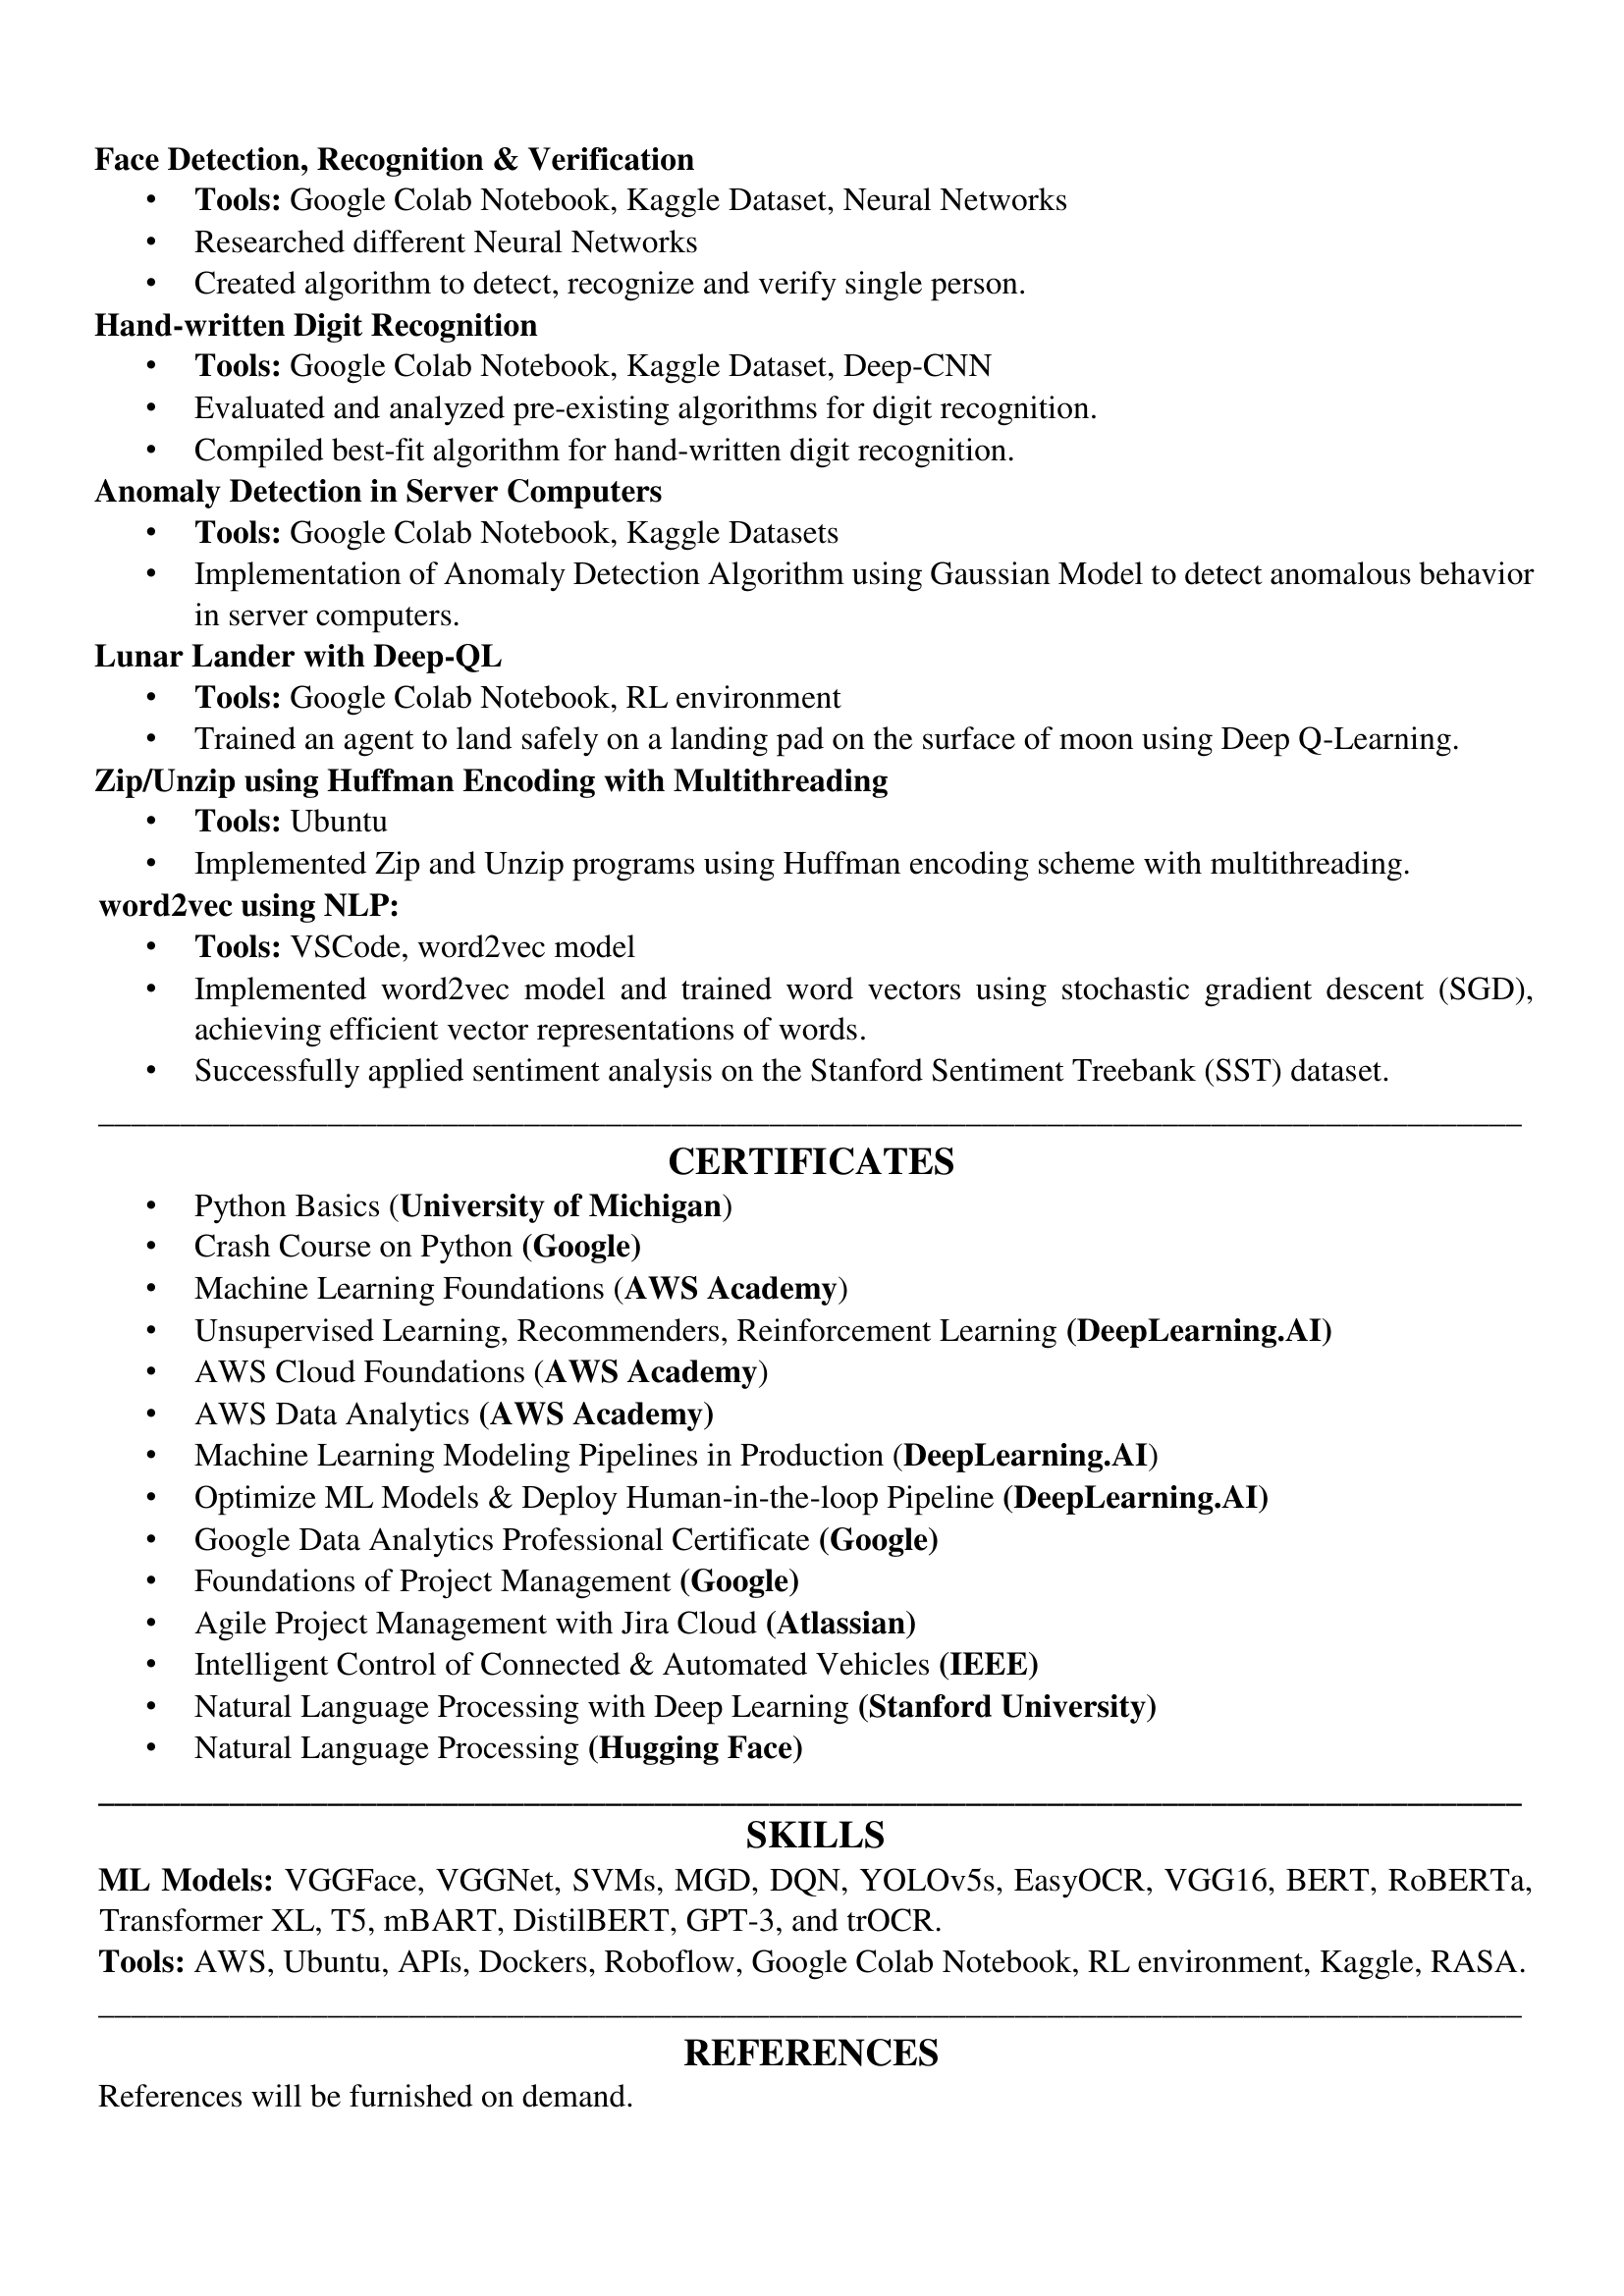 Face Detection, Recognition & Verification
• Tools: Google Colab Notebook, Kaggle Dataset, Neural Networks
• Researched different Neural Networks
• Created algorithm to detect, recognize and verify single person.
Hand-written Digit Recognition
• Tools: Google Colab Notebook, Kaggle Dataset, Deep-CNN
• Evaluated and analyzed pre-existing algorithms for digit recognition.
• Compiled best-fit algorithm for hand-written digit recognition.
Anomaly Detection in Server Computers
• Tools: Google Colab Notebook, Kaggle Datasets
• Implementation of Anomaly Detection Algorithm using Gaussian Model to detect anomalous behavior
in server computers.
Lunar Lander with Deep-QL
• Tools: Google Colab Notebook, RL environment
• Trained an agent to land safely on a landing pad on the surface of moon using Deep Q-Learning.
Zip/Unzip using Huffman Encoding with Multithreading
• Tools: Ubuntu
• Implemented Zip and Unzip programs using Huffman encoding scheme with multithreading.
word2vec using NLP:
• Tools: VSCode, word2vec model
• Implemented word2vec model and trained word vectors using stochastic gradient descent (SGD),
achieving efficient vector representations of words.
• Successfully applied sentiment analysis on the Stanford Sentiment Treebank (SST) dataset.
CERTIFICATES
• Python Basics (University of Michigan)
• Crash Course on Python (Google)
• Machine Learning Foundations (AWS Academy)
• Unsupervised Learning, Recommenders, Reinforcement Learning (DeepLearning.AI)
• AWS Cloud Foundations (AWS Academy)
• AWS Data Analytics (AWS Academy)
• Machine Learning Modeling Pipelines in Production (DeepLearning.AI)
• Optimize ML Models & Deploy Human-in-the-loop Pipeline (DeepLearning.AI)
• Google Data Analytics Professional Certificate (Google)
• Foundations of Project Management (Google)
• Agile Project Management with Jira Cloud (Atlassian)
• Intelligent Control of Connected & Automated Vehicles (IEEE)
• Natural Language Processing with Deep Learning (Stanford University)
• Natural Language Processing (Hugging Face)
SKILLS
ML Models: VGGFace, VGGNet, SVMs, MGD, DQN, YOLOv5s, EasyOCR, VGG16, BERT, RoBERTa,
Transformer XL, T5, mBART, DistilBERT, GPT-3, and trOCR.
Tools: AWS, Ubuntu, APIs, Dockers, Roboflow, Google Colab Notebook, RL environment, Kaggle, RASA.
REFERENCES
References will be furnished on demand.